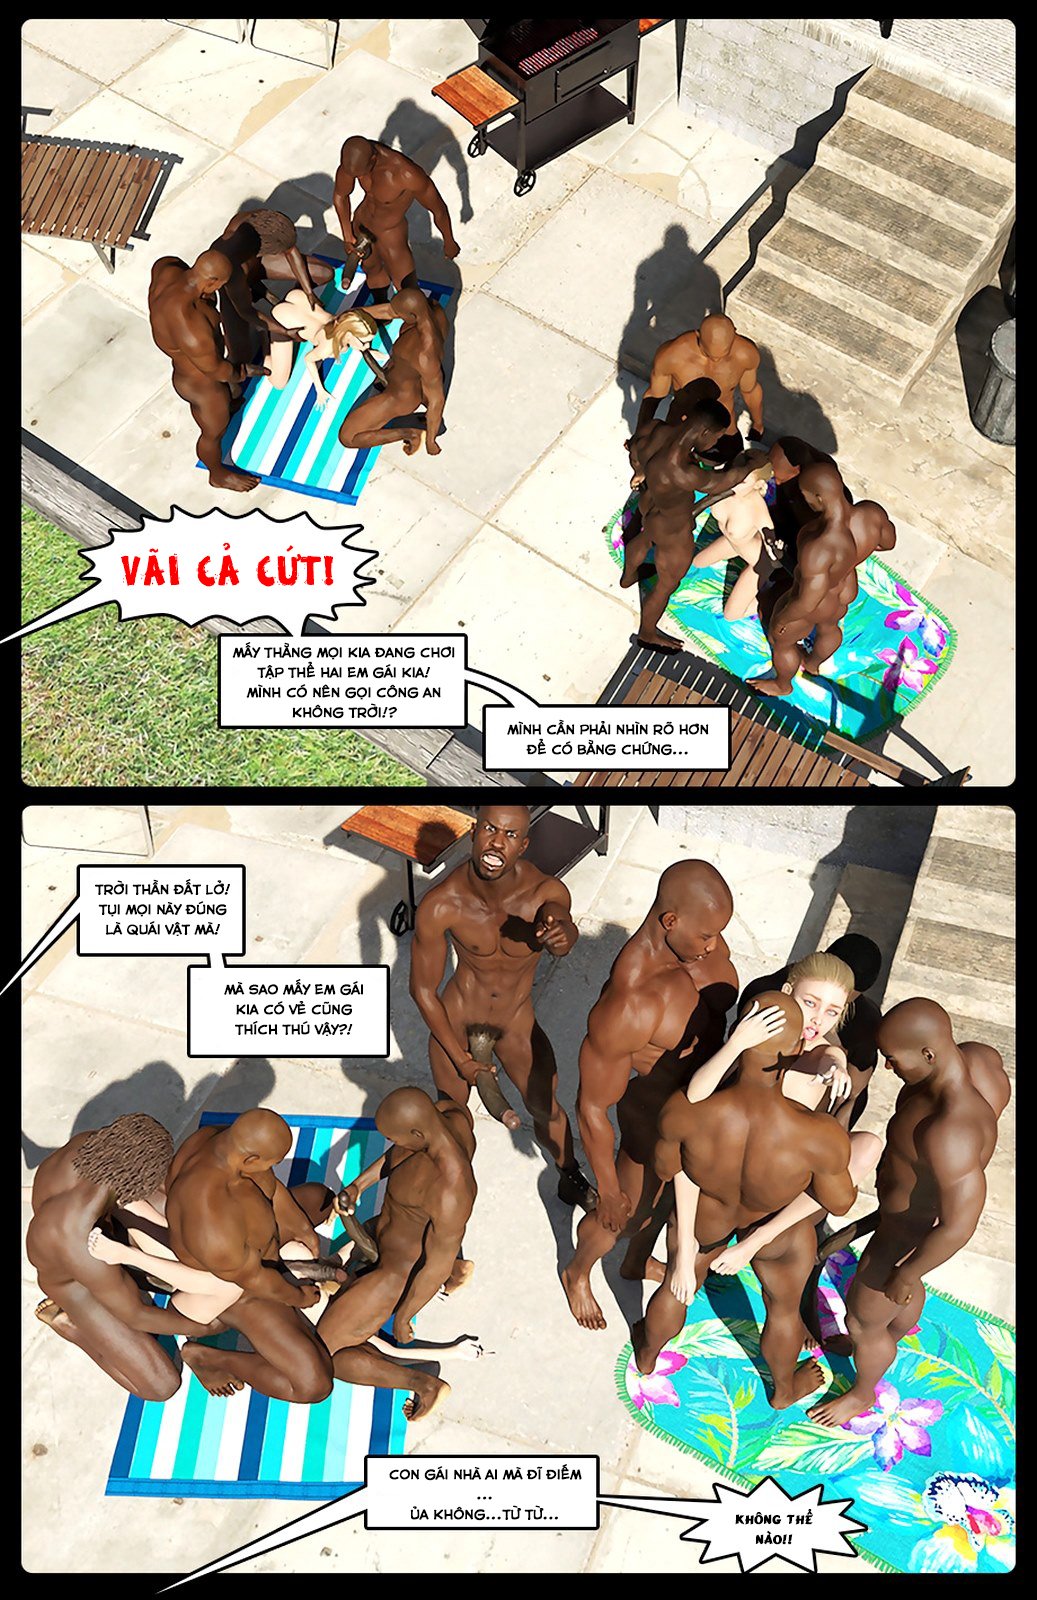 VÃI CẢ CỨT!
MẤY THẰNG MỌI KIA ĐANG CHƠI
TẬP THỂ HAI EM GÁI KIA!
MÌNH CÓ NÊN GỌI CÔNG AN
KHÔNG TRỜI!?
MÌNH CẦN PHẢI NHÌN RÕ HƠN
ĐỂ CÓ BẰNG CHỨNG...
TRỜI THẦN ĐẤT LỞ!
TỤI MỌI NÀY ĐÚNG
LÀ QUÁI VẬT MÀ!
MÀ SAO MẤY EM GÁI
KIA CÓ VẺ CŨNG
THÍCH THÚ VẬY?!
CON GÁI NHÀ AI MÀ ĐĨ ĐIẾM
...
ỦA KHÔNG...TỪ TỪ...
KHÔNG THỂ
NÀO!!